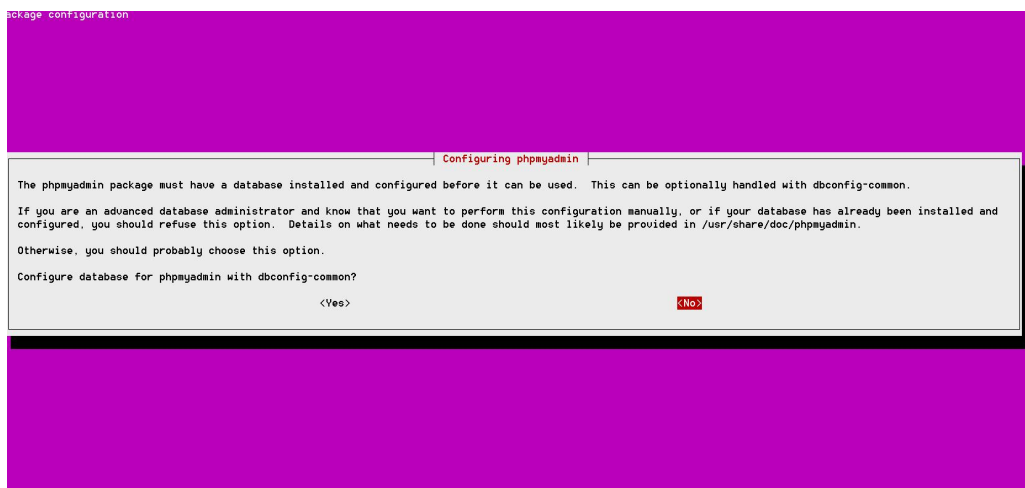 ackage configuration
Configuring phpmyadmin
The phpmyadmin package must have a database installed and configured before it can be used.  This can be optionally handled with dbconfig-common.
If you are an advanced database administrator and know that you want to perform this configuration manually, or if your database has already been installed and
configured, you should refuse this option.  Details on what needs to be done should most likely be provided in /usr/share/doc/phpmyadmin.
Otherwise, you should probably choose this option.
Configure database for phpmyadmin with dbconfig-common?
<Yes> <No>